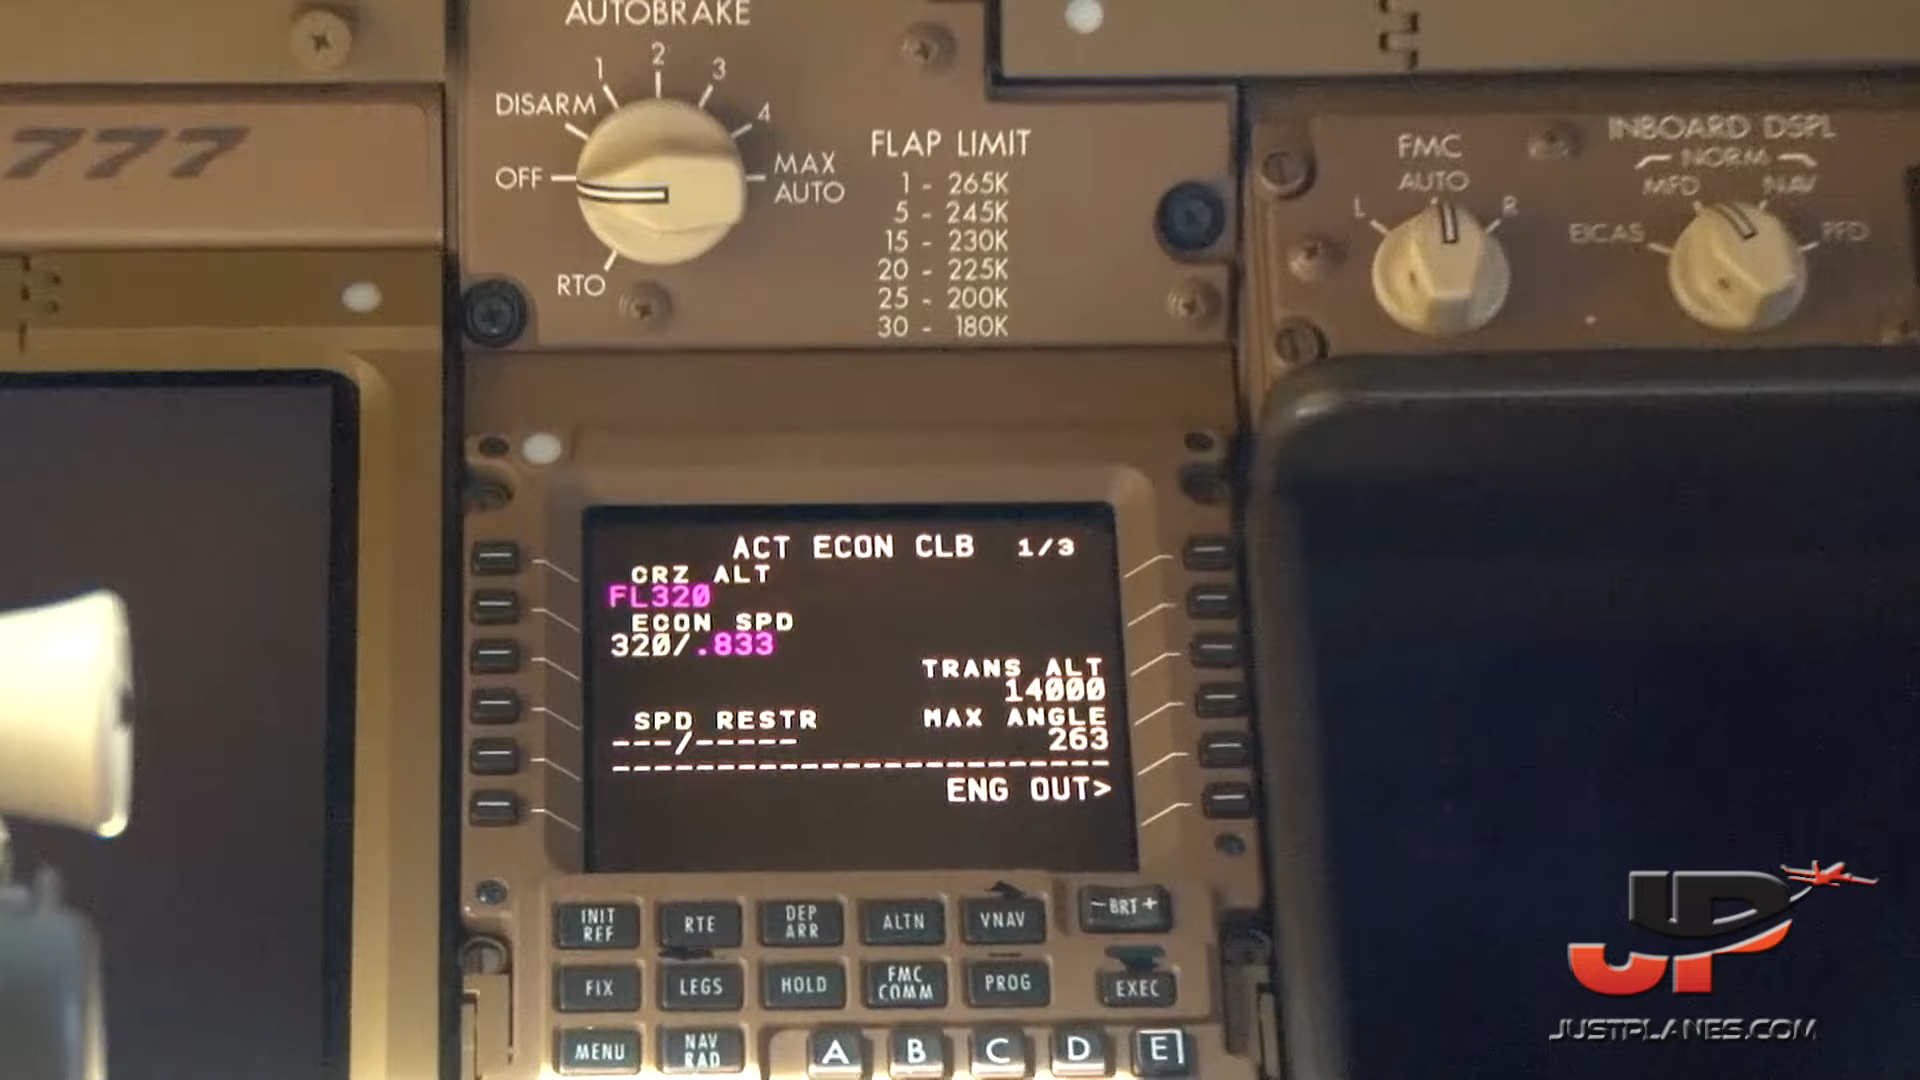 AUTOBRAKE
1 2 3 4
DISARM
OFF
MAX
AUTO
RTO
777
FLAP LIMIT
1 - 265K
5 - 245K
15 - 230K
20 - 225K
25 - 200K
30 - 180K
FMC
AUTO
L R
INBOARD DSPL
NORM
MFD NAV
EICAS PFD
ACT ECON CLB 1/3
CRZ ALT
FL320
ECON SPD
320/.833
TRANS ALT
14000
SPD RESTR MAX ANGLE
---/----- 263
------------------------
ENG OUT>
INIT
REF
RTE
DEP
ARR
ALTN
VNAV
-BRT+
FIX
LEGS
HOLD
FMC
COMM
PROG
EXEC
MENU
NAV
RAD
A B C D E
JP
JUSTPLANES.COM